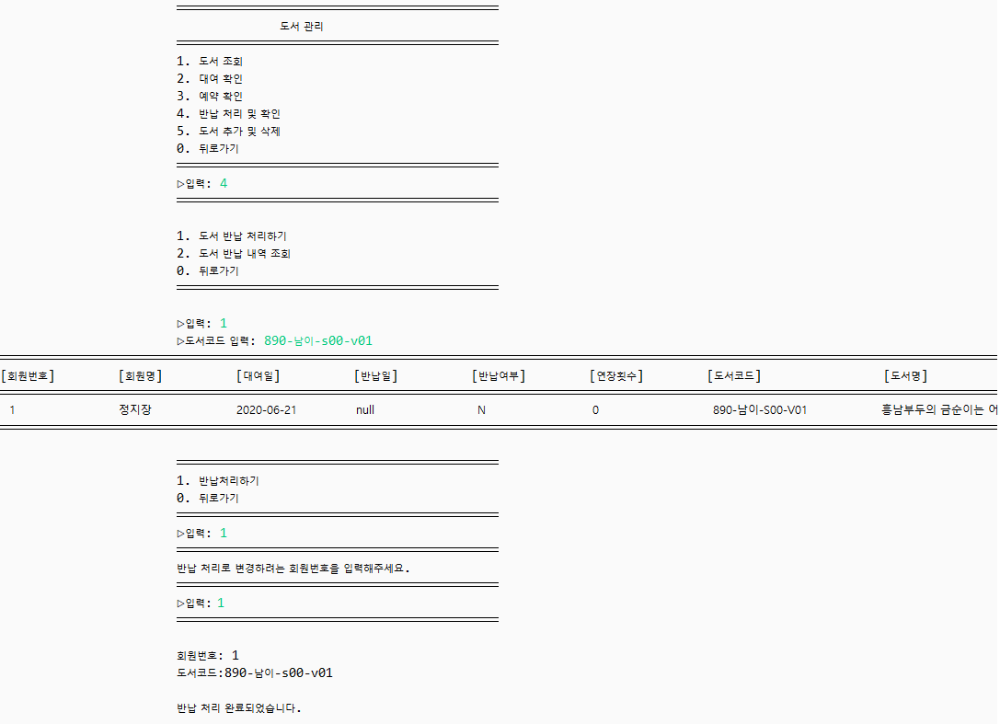 도서 관리
1. 도서 조회
2. 대여 확인
3. 예약 확인
4. 반납 처리 및 확인
5. 도서 추가 및 삭제
0. 뒤로가기
▷입력: 4
1. 도서 반납 처리하기
2. 도서 반납 내역 조회
0. 뒤로가기
▷입력: 1
▷도서코드 입력: 890-남이-s00-v01
[회원번호] [회원명] [대여일] [반납일] [반납여부] [연장횟수] [도서코드] [도서명]
1 정지장 2020-06-21 null N 0 890-남이-S00-V01 흥남부두의 금순이는 어
1. 반납처리하기
0. 뒤로가기
▷입력: 1
반납 처리로 변경하려는 회원번호을 입력해주세요.
▷입력: 1
회원번호: 1
도서코드:890-남이-s00-v01
반납 처리 완료되었습니다.